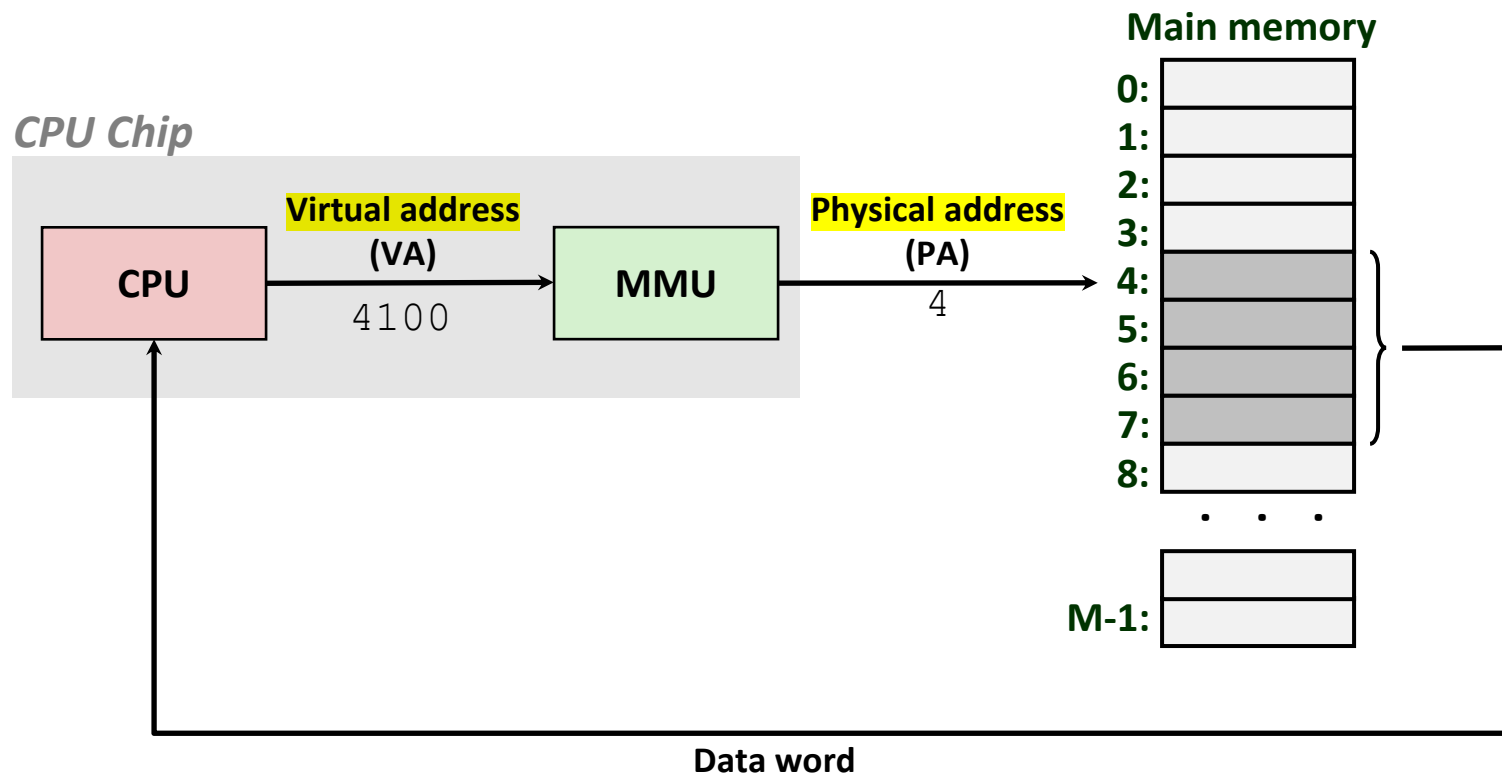 Main memory
CPU Chip
CPU
Virtual address
(VA)
4100
MMU
Physical address
(PA)
4
0:
1:
2:
3:
4:
5:
6:
7:
8:
. . .
M-1:
Data word